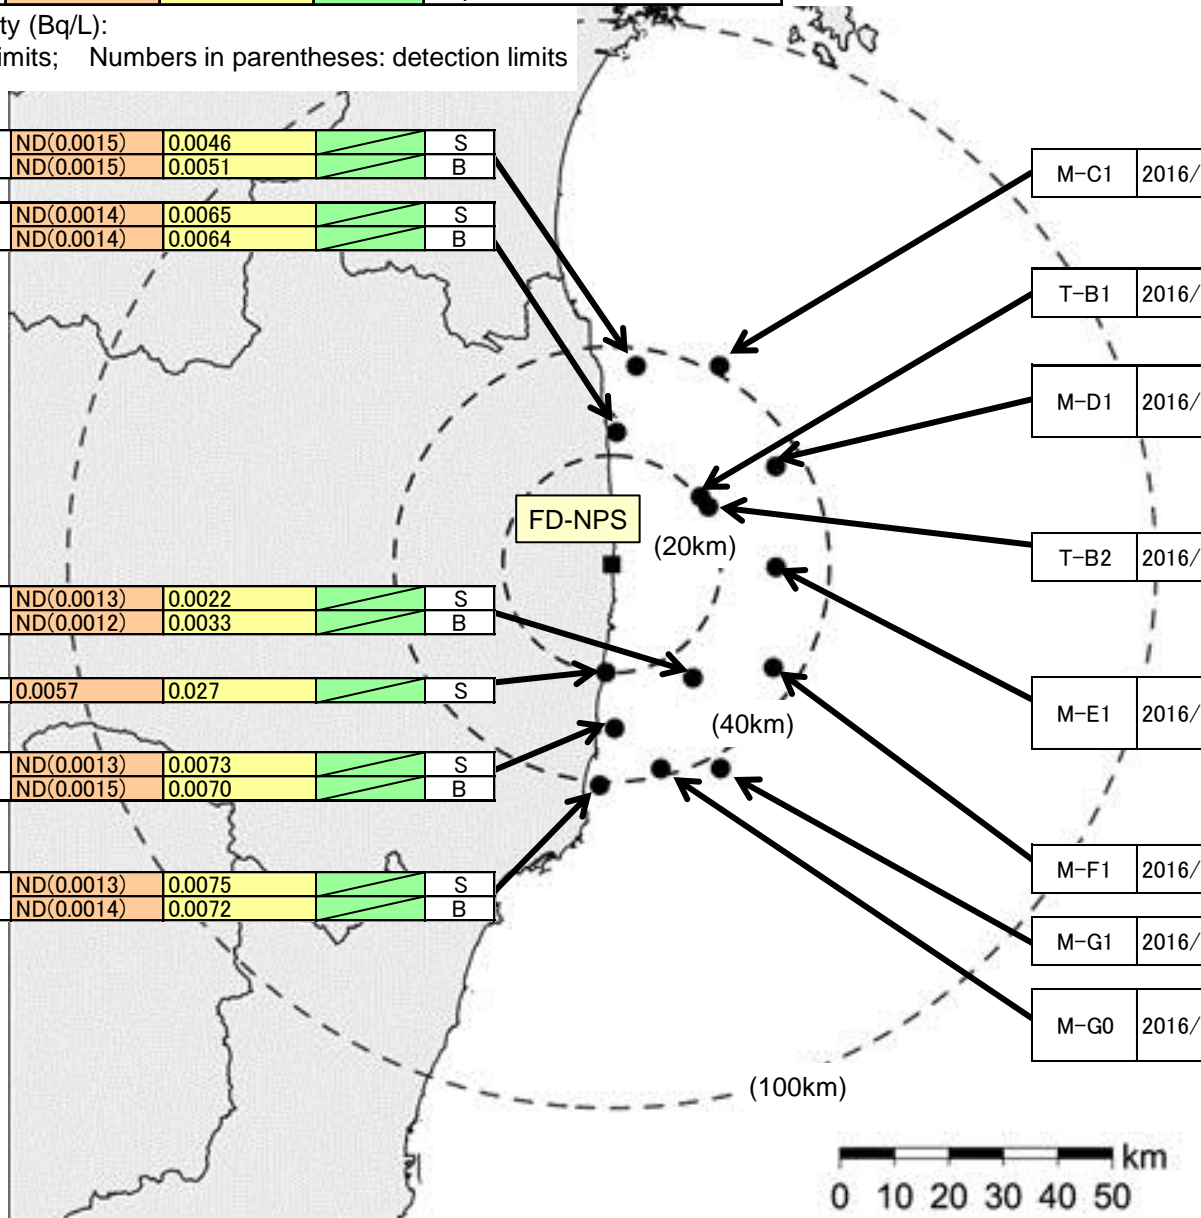 ty (Bq/L):
imits; Numbers in parentheses: detection limits
ND(0.0015) 0.0046 S
ND(0.0015) 0.0051 B
ND(0.0014) 0.0065 S
ND(0.0014) 0.0064 B
M-C1 2016/
T-B1 2016/
M-D1 2016/
FD-NPS
(20km)
T-B2 2016/
ND(0.0013) 0.0022 S
ND(0.0012) 0.0033 B
0.0057 0.027 S
(40km)
M-E1 2016/
ND(0.0013) 0.0073 S
ND(0.0015) 0.0070 B
ND(0.0013) 0.0075 S
ND(0.0014) 0.0072 B
M-F1 2016/
M-G1 2016/
M-G0 2016/
(100km)
km
0 10 20 30 40 50